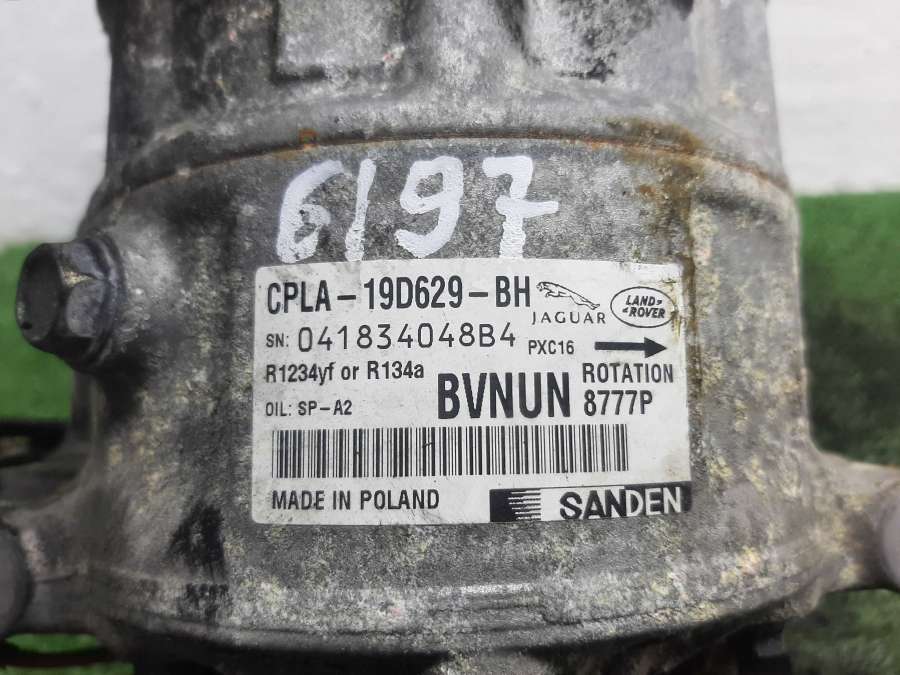 6197
CPLA-19D629-BH
JAGUAR
LAND ROVER
SN: 041834048B4
PXC16
R1234yf or R134a
BVNUN
ROTATION
8777P
OIL: SP-A2
MADE IN POLAND
SANDEN